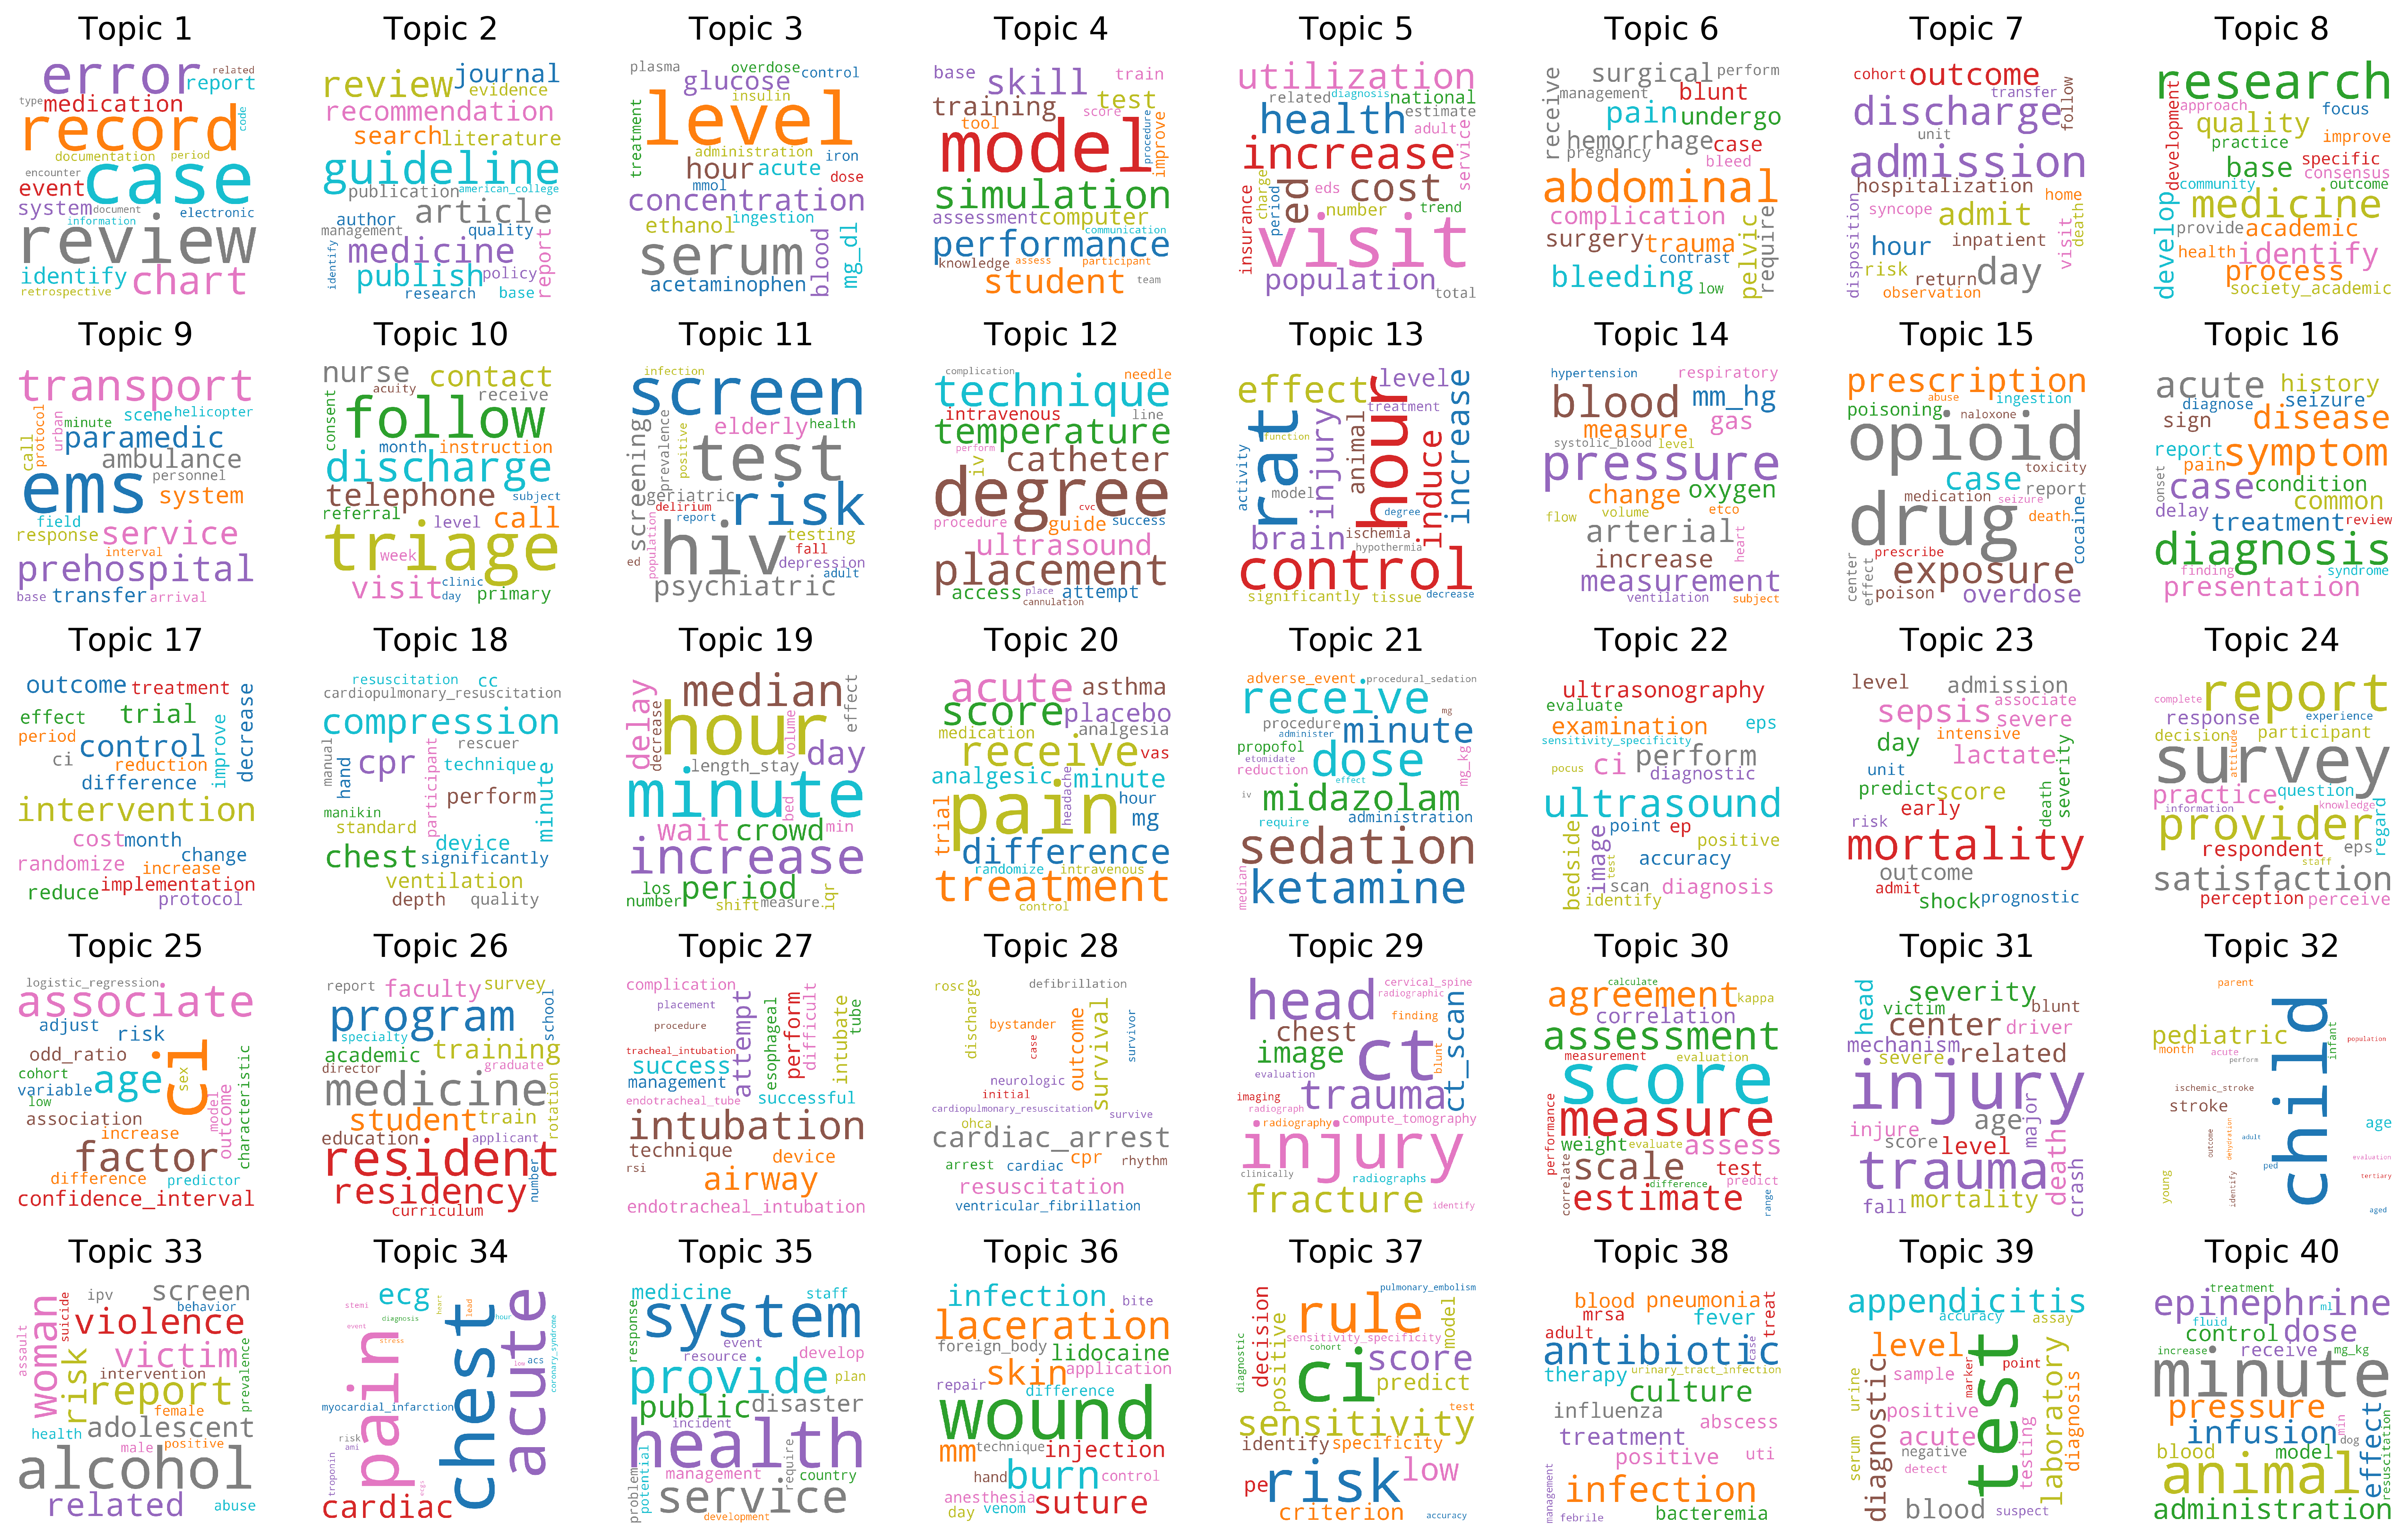 Topic 1
error
related
report
type
medication
record
code
documentation
period
encounter
case
event
system
document
electronic
information
review
identify
chart
retrospective
Topic 2
review
journal
evidence
recommendation
search
literature
guideline
publication
american_college
author
article
management
quality
identify
medicine
publish
policy
report
research
base
Topic 3
plasma
overdose
control
glucose
insulin
treatment
level
administration
iron
hour
acute
dose
mmol
concentration
ethanol
ingestion
serum
blood
mg_dl
acetaminophen
Topic 4
base
skill
train
training
test
score
tool
model
procedure
improve
simulation
assessment
computer
communication
performance
knowledge
assess
participant
student
team
Topic 5
utilization
related
diagnosis
national
health
estimate
adult
service
increase
insurance
charge
period
ed
eds
cost
number
trend
visit
population
total
Topic 6
receive
surgical
perform
management
blunt
pain
undergo
hemorrhage
case
pregnancy
bleed
abdominal
complication
pelvic
require
surgery
trauma
contrast
bleeding
low
Topic 7
cohort
outcome
transfer
follow
discharge
unit
admission
hospitalization
home
syncope
admit
visit
death
disposition
hour
inpatient
risk
return
day
observation
Topic 8
research
development
approach
focus
quality
improve
practice
base
specific
consensus
community
outcome
develop
medicine
provide
academic
health
identify
process
society_academic
Topic 9
transport
protocol
urban
scene
helicopter
minute
call
paramedic
ambulance
ems
personnel
system
field
response
service
interval
prehospital
base
transfer
arrival
Topic 10
nurse
contact
acuity
receive
consent
follow
month
instruction
discharge
telephone
subject
referral
level
call
triage
week
visit
clinic
day
primary
Topic 11
infection
screen
screening
prevalence
positive
elderly
health
test
geriatric
delirium
report
risk
population
hiv
testing
fall
depression
ed
adult
psychiatric
Topic 12
complication
needle
technique
intravenous
line
temperature
perform
iv
catheter
degree
cvc
procedure
guide
success
ultrasound
placement
access
place
attempt
cannulation
Topic 13
effect
level
treatment
increase
rat
function
injury
animal
hour
activity
model
induce
degree
brain
ischemia
hypothermia
control
significantly
tissue
decrease
Topic 14
hypertension
respiratory
blood
mm_hg
measure
gas
systolic_blood
level
pressure
change
oxygen
flow
volume
etco
arterial
heart
increase
measurement
ventilation
subject
Topic 15
prescription
abuse
ingestion
poisoning
naloxone
opioid
case
toxicity
medication
seizure
report
drug
death
cocaine
prescribe
center
effect
exposure
poison
overdose
Topic 16
acute
history
diagnose
seizure
sign
disease
report
symptom
pain
onset
case
condition
common
delay
treatment
review
diagnosis
finding
syndrome
presentation
Topic 17
outcome
treatment
effect
trial
decrease
period
control
improve
ci
reduction
difference
intervention
cost
month
change
randomize
increase
reduce
implementation
protocol
Topic 18
resuscitation
cc
cardiopulmonary_resuscitation
compression
manual
hand
cpr
participant
rescuer
technique
minute
perform
manikin
standard
device
chest
significantly
ventilation
depth
quality
Topic 19
delay
median
effect
decrease
hour
volume
day
length_stay
minute
bed
wait
crowd
min
increase
los
period
iqr
number
shift
measure
Topic 20
acute
asthma
score
placebo
medication
analgesia
receive
vas
analgesic
headache
minute
pain
hour
mg
trial
difference
randomize
intravenous
treatment
control
Topic 21
adverse_event
procedural_sedation
receive
mg
procedure
minute
administer
propofol
etomidate
dose
mg_kg
reduction
effect
iv
midazolam
require
administration
sedation
median
ketamine
Topic 22
ultrasonography
evaluate
examination
eps
sensitivity_specificity
pocus
ci
perform
diagnostic
ultrasound
bedside
image
test
point
ep
positive
accuracy
scan
diagnosis
identify
Topic 23
level
admission
sepsis
associate
severe
day
intensive
lactate
severity
unit
predict
score
death
early
risk
mortality
outcome
admit
shock
prognostic
Topic 24
complete
report
response
experience
decision
attitude
participant
survey
practice
question
information
knowledge
provider
regard
respondent
eps
staff
satisfaction
perception
perceive
Topic 25
logistic_regression
associate
adjust
risk
ci
odd_ratio
cohort
age
sex
variable
low
model
outcome
characteristic
association
increase
factor
difference
predictor
confidence_interval
Topic 26
report
faculty
survey
program
school
specialty
academic
training
director
graduate
medicine
rotation
student
train
education
applicant
resident
residency
number
curriculum
Topic 27
complication
placement
attempt
esophageal
perform
difficult
intubate
tube
procedure
tracheal_intubation
success
management
endotracheal_tube
successful
intubation
technique
device
rsi
airway
endotracheal_intubation
Topic 28
rosc
discharge
defibrillation
bystander
case
outcome
survival
survivor
neurologic
initial
cardiopulmonary_resuscitation
survive
ohca
cardiac_arrest
arrest
cardiac
cpr
rhythm
resuscitation
ventricular_fibrillation
Topic 29
head
cervical_spine
radiographic
ct_scan
chest
finding
image
ct
blunt
evaluation
imaging
trauma
radiograph
radiography
compute_tomography
injury
clinically
radiographs
fracture
identify
Topic 30
calculate
agreement
kappa
correlation
assessment
measurement
evaluation
score
performance
measure
weight
evaluate
assess
correlate
scale
test
difference
predict
estimate
range
Topic 31
head
severity
victim
blunt
center
driver
mechanism
severe
related
injury
injure
age
major
score
level
death
crash
trauma
fall
mortality
Topic 32
parent
child
pediatric
infant
population
month
acute
perform
ischemic_stroke
stroke
age
outcome
dehydration
adult
evaluation
ped
young
identify
tertiary
aged
Topic 33
woman
suicide
ipv
screen
behavior
assault
violence
risk
victim
prevalence
intervention
report
female
adolescent
health
male
positive
alcohol
related
abuse
Topic 34
ecg
stemi
heart
lead
hour
acute
event
diagnosis
pain
chest
stress
coronary_syndrome
low
acs
myocardial_infarction
risk
ami
troponin
ecgs
cardiac
Topic 35
medicine
staff
response
system
event
resource
develop
provide
plan
public
disaster
incident
health
problem
potential
management
require
country
service
development
Topic 36
infection
bite
laceration
foreign_body
lidocaine
skin
application
repair
difference
wound
mm
technique
injection
hand
burn
control
anesthesia
day
venom
suture
Topic 37
pulmonary_embolism
decision
rule
model
positive
sensitivity_specificity
cohort
diagnostic
ci
score
predict
test
sensitivity
identify
specificity
pe
risk
low
criterion
accuracy
Topic 38
blood
pneumonia
treat
mrsa
fever
adult
antibiotic
case
therapy
urinary_tract_infection
culture
influenza
abscess
treatment
positive
uti
management
infection
febrile
bacteremia
Topic 39
appendicitis
accuracy
assay
level
test
laboratory
diagnostic
point
sample
marker
urine
positive
diagnosis
acute
negative
testing
serum
detect
blood
suspect
Topic 40
treatment
epinephrine
ml
fluid
control
dose
increase
receive
mg_kg
minute
pressure
effect
infusion
min
dog
blood
model
resuscitation
animal
administration